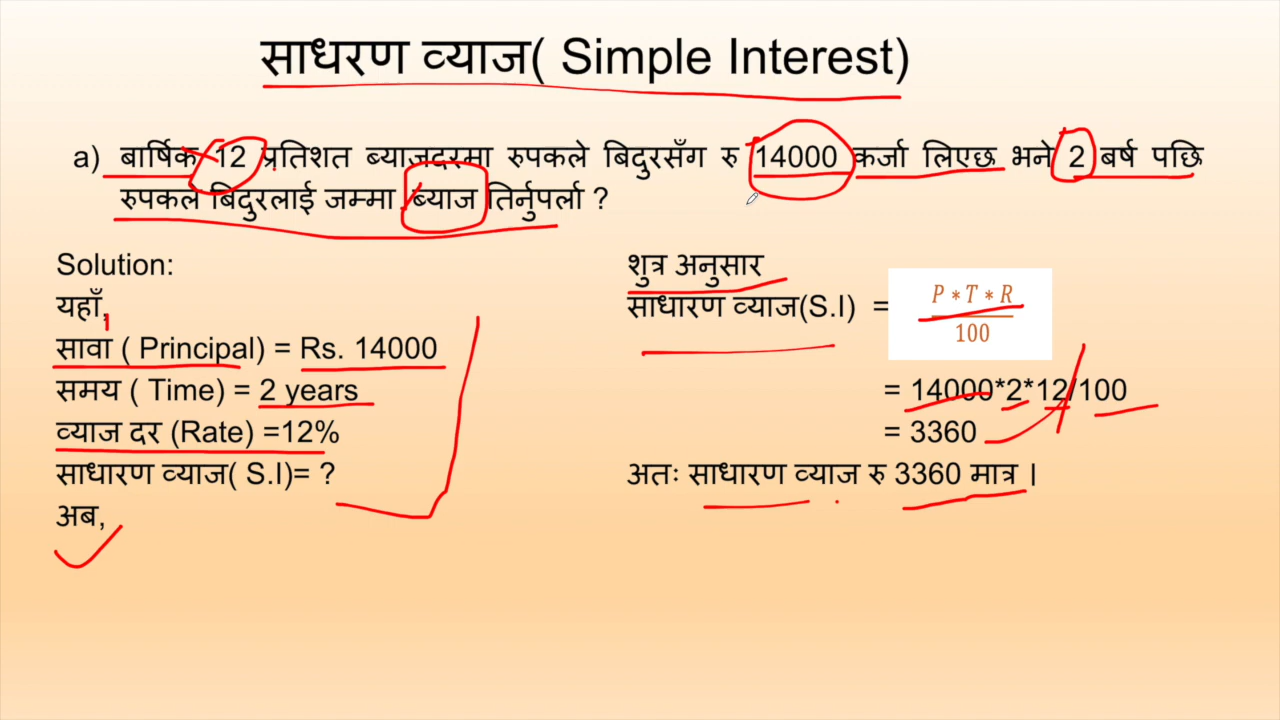 साधरण व्याज( Simple Interest)
a) बार्षिक 12 प्रतिशत ब्याजदरमा रुपकले बिदुरसँग रु 14000 कर्जा लिएछ भने 2 बर्ष पछि
रुपकले बिदुरलाई जम्मा ब्याज तिर्नुपर्ला ?
Solution:
यहाँ,
सावा ( Principal) = Rs. 14000
समय ( Time) = 2 years
व्याज दर (Rate) =12%
साधारण व्याज( S.I)= ?
अब,
शुत्र अनुसार
साधारण व्याज(S.I) = P * T * R
100
= 14000*2*12/100
= 3360
अतः साधारण व्याज रु 3360 मात्र ।